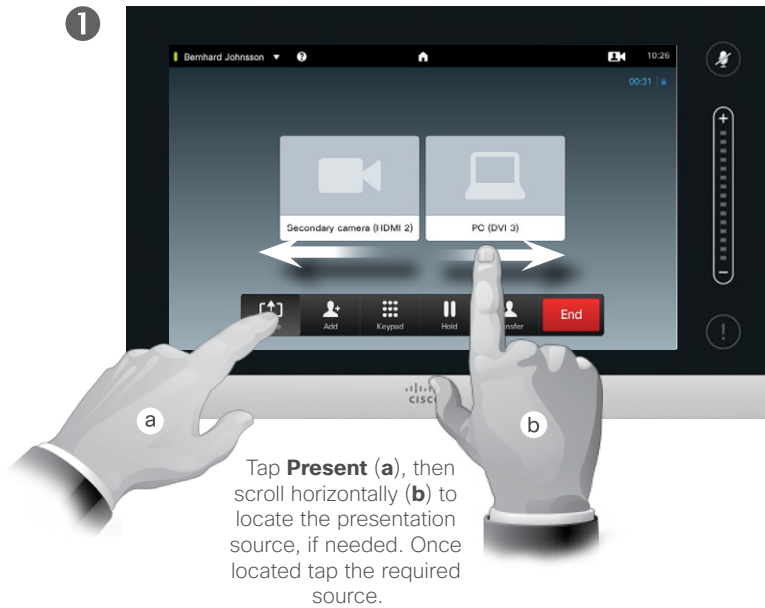 1
Bernhard Johnsson
?
10:26
00:31
+
Secondary camera (HDMI 2)
PC (DVI 3)
Add
Keypad
Hold
End
−
!
CISCO
a
b
Tap Present (a), then
scroll horizontally (b) to
locate the presentation
source, if needed. Once
located tap the required
source.